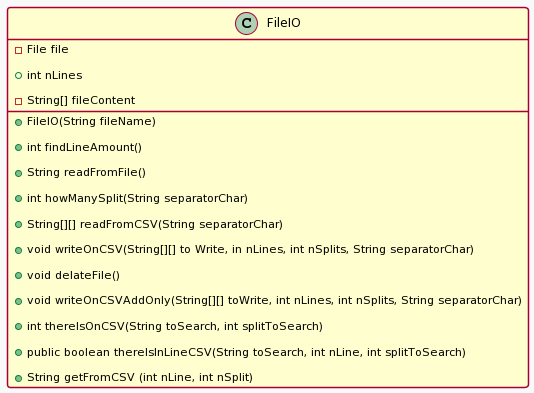 C FileIO
File file
int nLines
String[] fileContent
FileIO(String fileName)
int findLineAmount()
String readFromFile()
int howManySplit(String separatorChar)
String[][] readFromCSV(String separatorChar)
void writeOnCSV(String[][] to Write, in nLines, int nSplits, String separatorChar)
void delateFile()
void writeOnCSVAddOnly(String[][] toWrite, int nLines, int nSplits, String separatorChar)
int thereIsOnCSV(String toSearch, int splitToSearch)
public boolean thereIsInLineCSV(String toSearch, int nLine, int splitToSearch)
String getFromCSV (int nLine, int nSplit)